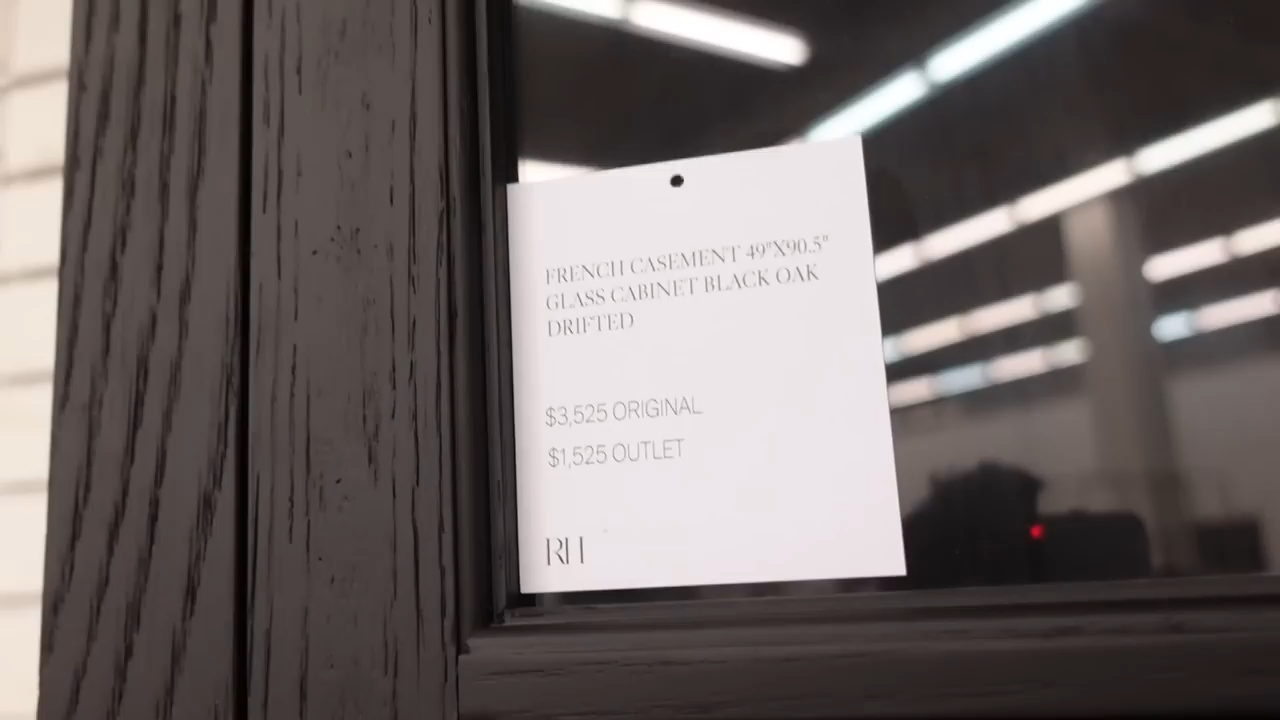 FRENCH CASEMENT 49"X90.5"
GLASS CABINET BLACK OAK
DRIFTED
$3,525 ORIGINAL
$1,525 OUTLET
RH